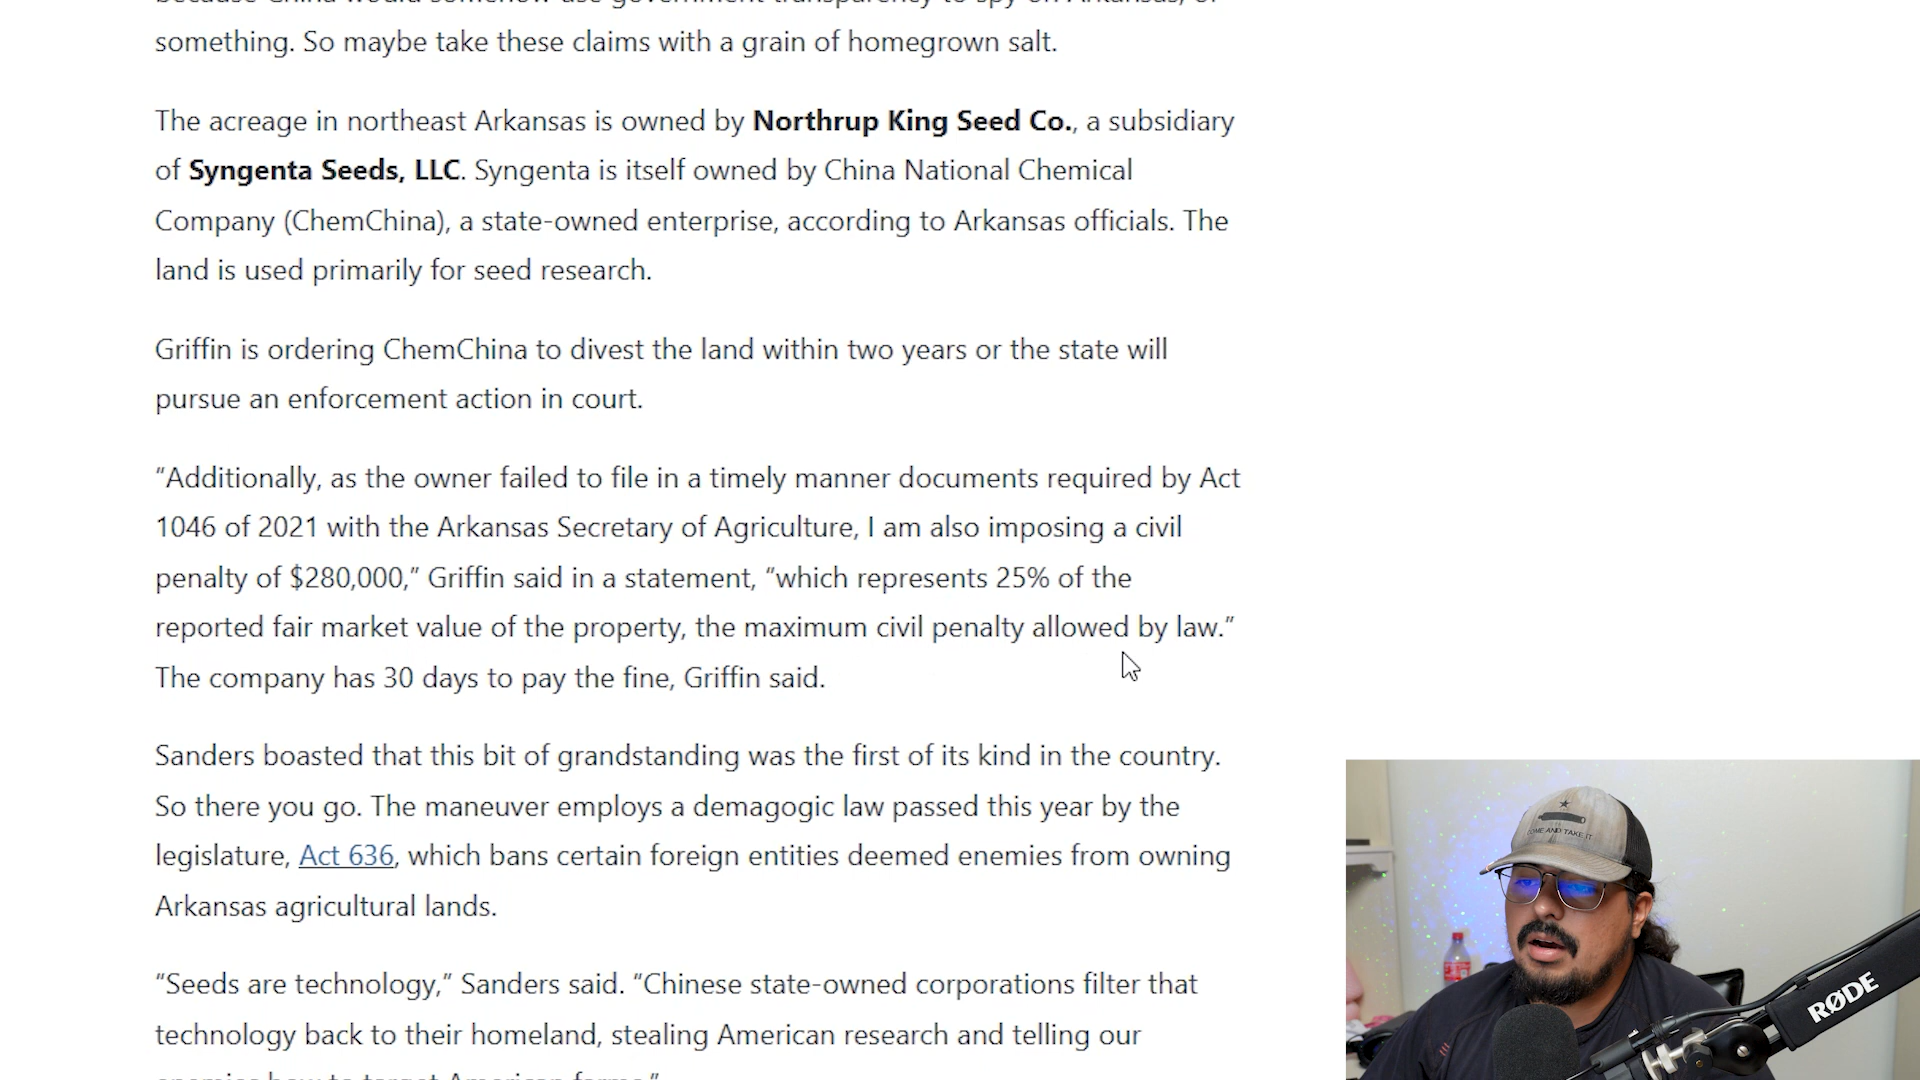 something. So maybe take these claims with a grain of homegrown salt.
The acreage in northeast Arkansas is owned by Northrup King Seed Co., a subsidiary
of Syngenta Seeds, LLC. Syngenta is itself owned by China National Chemical
Company (ChemChina), a state-owned enterprise, according to Arkansas officials. The
land is used primarily for seed research.
Griffin is ordering ChemChina to divest the land within two years or the state will
pursue an enforcement action in court.
“Additionally, as the owner failed to file in a timely manner documents required by Act
1046 of 2021 with the Arkansas Secretary of Agriculture, I am also imposing a civil
penalty of $280,000,” Griffin said in a statement, “which represents 25% of the
reported fair market value of the property, the maximum civil penalty allowed by law.”
The company has 30 days to pay the fine, Griffin said.
Sanders boasted that this bit of grandstanding was the first of its kind in the country.
So there you go. The maneuver employs a demagogic law passed this year by the
legislature, Act 636, which bans certain foreign entities deemed enemies from owning
Arkansas agricultural lands.
“Seeds are technology,” Sanders said. “Chinese state-owned corporations filter that
technology back to their homeland, stealing American research and telling our
COME AND TAKE IT
RØDE